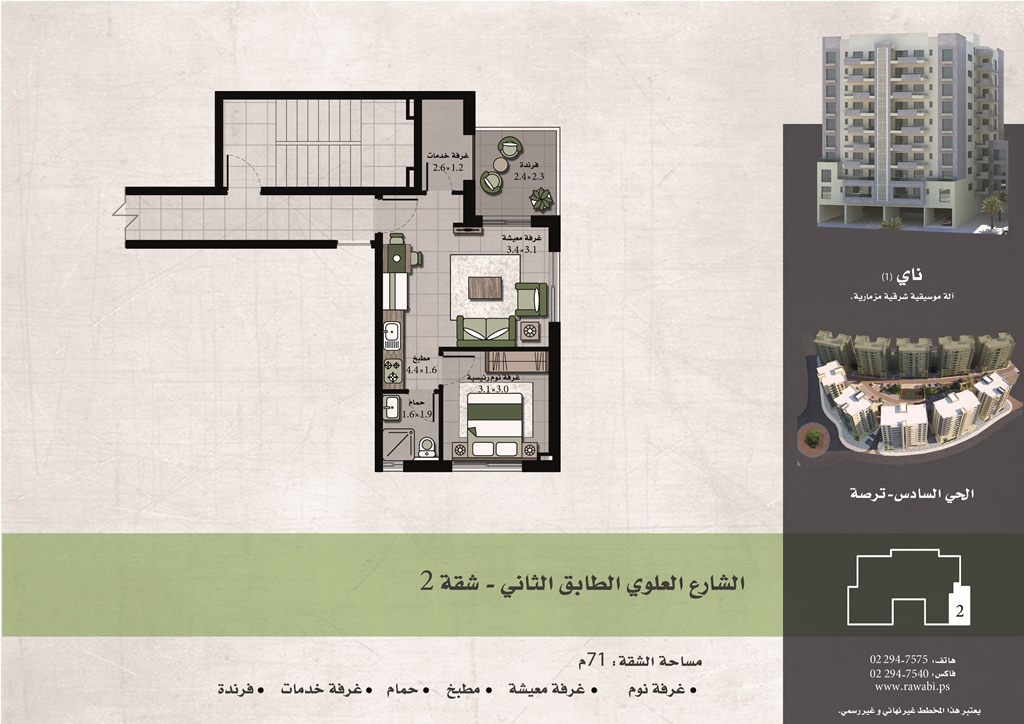 غرفة خدمات
2.6×1.2
فرندة
2.4×2.3
غرفة معيشة
3.4×3.1
مطبخ
4.4×1.6
غرفة نوم رئيسية
3.1×3.0
حمام
1.6×1.9
ناي (1)
آلة موسيقية شرقية مزمارية.
الحي السادس-ترصة
الشارع العلوي الطابق الثاني - شقة 2
2
مساحة الشقة: 71م
• غرفة نوم • غرفة معيشة • مطبخ • حمام • غرفة خدمات • فرندة
هاتف: 02 294-7575
فاكس: 02 294-7540
www.rawabi.ps
يعتبر هذا المخطط غير نهائي و غير رسمي.